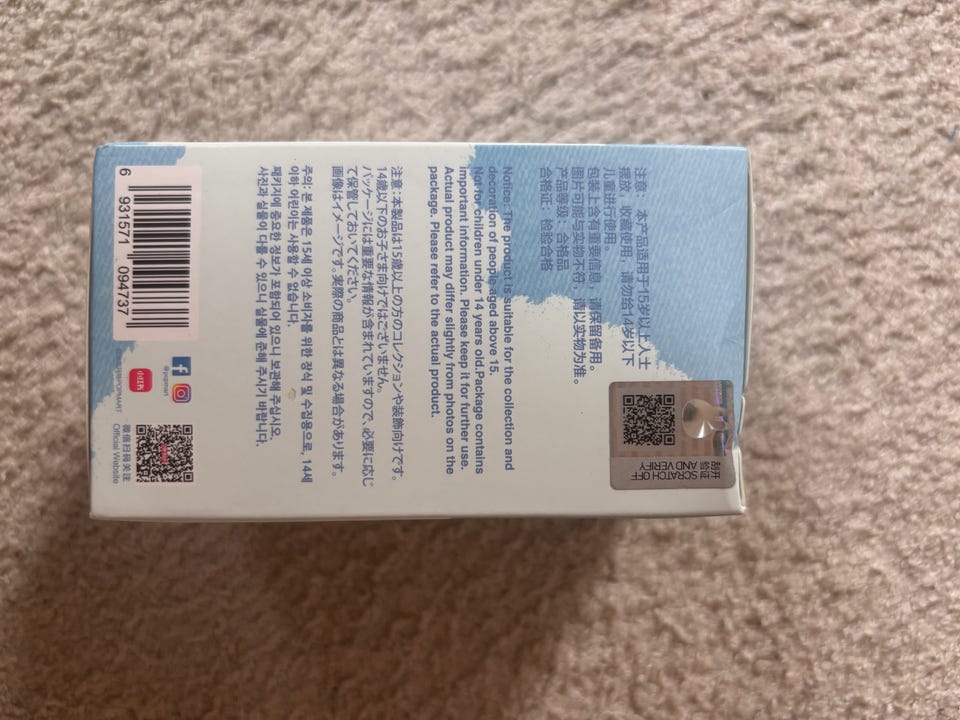 注意：本产品适用于15岁以上人士
摆放，收藏使用，请勿给14岁以下
儿童进行使用。
包装上含有重要信息，请保留备用。
图片可能与实物不符，请以实物为准。
产品等级：合格品
合格证：检验合格
Notice: The product is suitable for the collection and
decoration of people aged above 15.
Not for children under 14 years old.Package contains
important information. Please keep it for further use.
Actual product may differ slightly from photos on the
package. Please refer to the actual product.
注意：本製品は15歳以上の方のコレクションや装飾向けです。
14歳以下のお子さま向けではございません。
パッケージには重要な情報が含まれていますので、必要に応じ
て保管しておいてください。
画像はイメージです。実際の商品とは異なる場合があります。
주의: 본 제품은 15세 이상 소비자를 위한 장식 및 수집용으로, 14세
이하 어린이는 사용할 수 없습니다.
패키지에 중요한 정보가 포함되어 있으니 보관해 주십시오.
사진과 실물이 다를 수 있으니 실물에 준해 주시기 바랍니다.
6 931571 094737
@popmart
小红书
@POPMART
微信扫码关注
Official Website
SCRATCH OFF
AND VERIFY